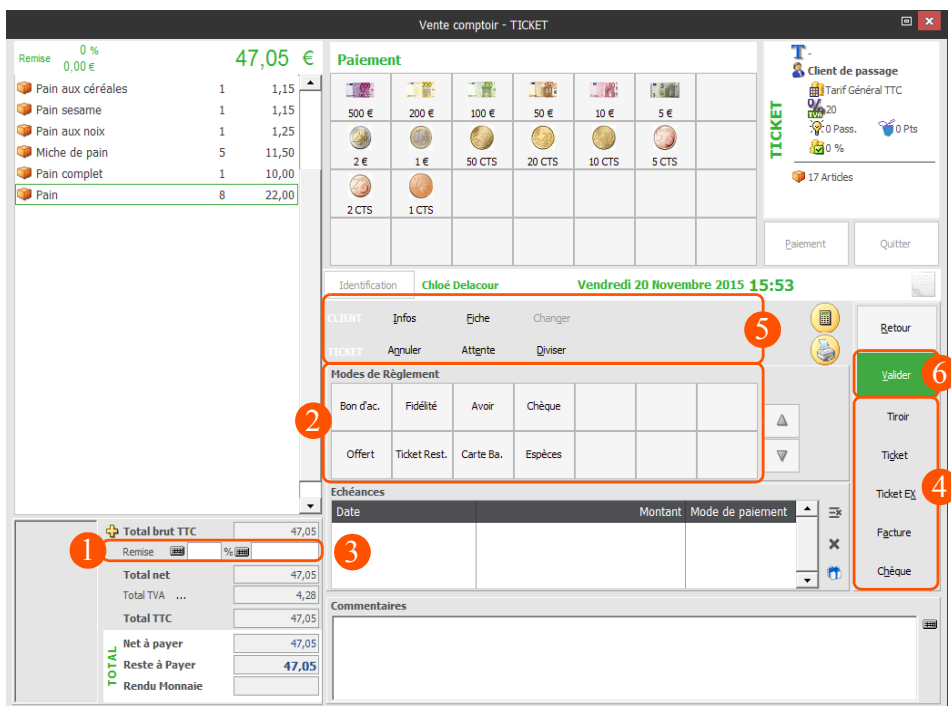 Vente comptoir - TICKET
Remise 0 % 47,05 €
0,00 €
Pain aux céréales 1 1,15
Pain sesame 1 1,15
Pain aux noix 1 1,25
Miche de pain 5 11,50
Pain complet 1 10,00
Pain 8 22,00
Paiement
500 € 200 € 100 € 50 € 10 € 5 €
2 € 1 € 50 CTS 20 CTS 10 CTS 5 CTS
2 CTS 1 CTS
TICKET
T -
Client de passage
Tarif Général TTC
20
0 Pass. 0 Pts
0 %
17 Articles
Paiement Quitter
Identification Chloé Delacour Vendredi 20 Novembre 2015 15:53
CLIENT Infos Fiche Changer
5
TICKET Annuler Attente Diviser
Retour
Valider 6
Modes de Règlement
2
Bon d'ac. Fidélité Avoir Chèque
Offert Ticket Rest. Carte Ba. Espèces
Tiroir
Ticket
Ticket EX 4
Facture
Chèque
Echéances
Date Montant Mode de paiement
3
Total brut TTC 47,05
1 Remise %
Total net 47,05
Total TVA ... 4,28
Total TTC 47,05
TOTAL
Net à payer 47,05
Reste à Payer 47,05
Rendu Monnaie
Commentaires